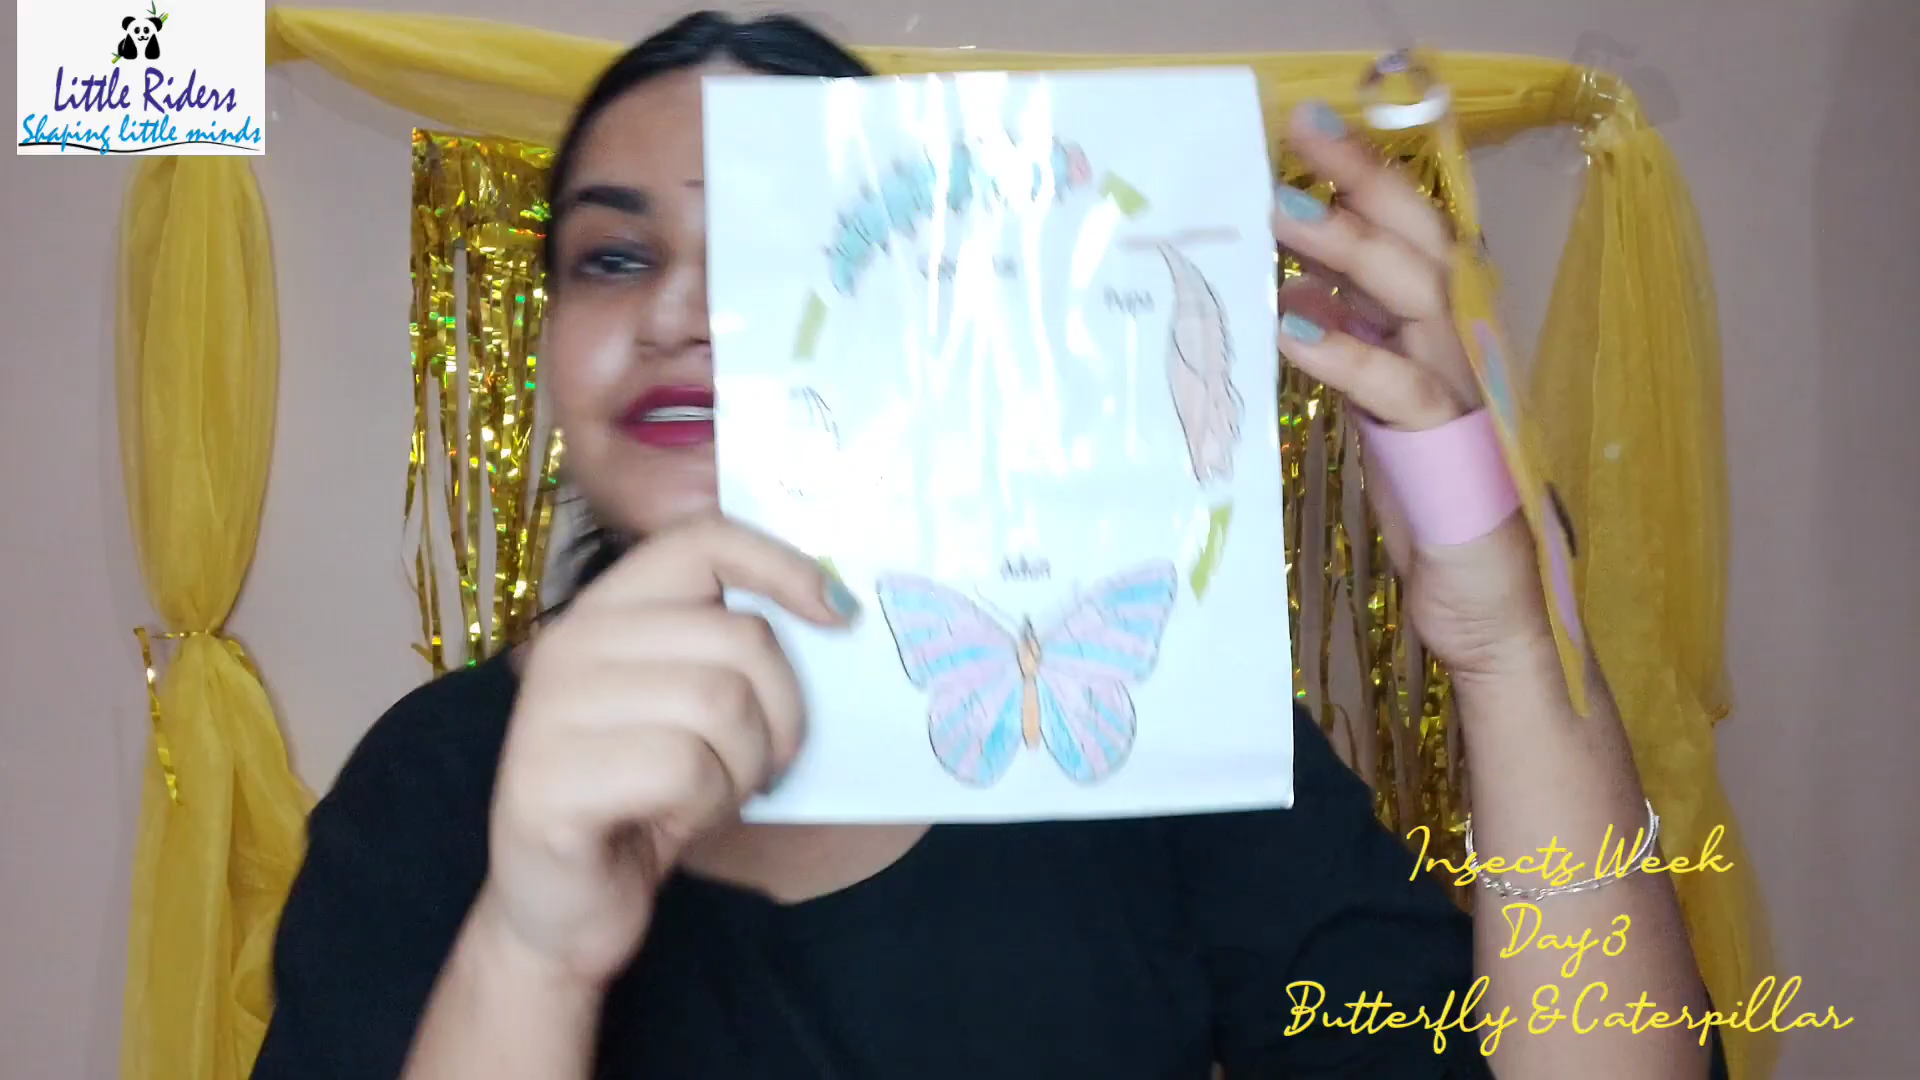 Little Riders
Shaping little minds
Pupa
Adult
Insects Week
Day 3
Butterfly & Caterpillar